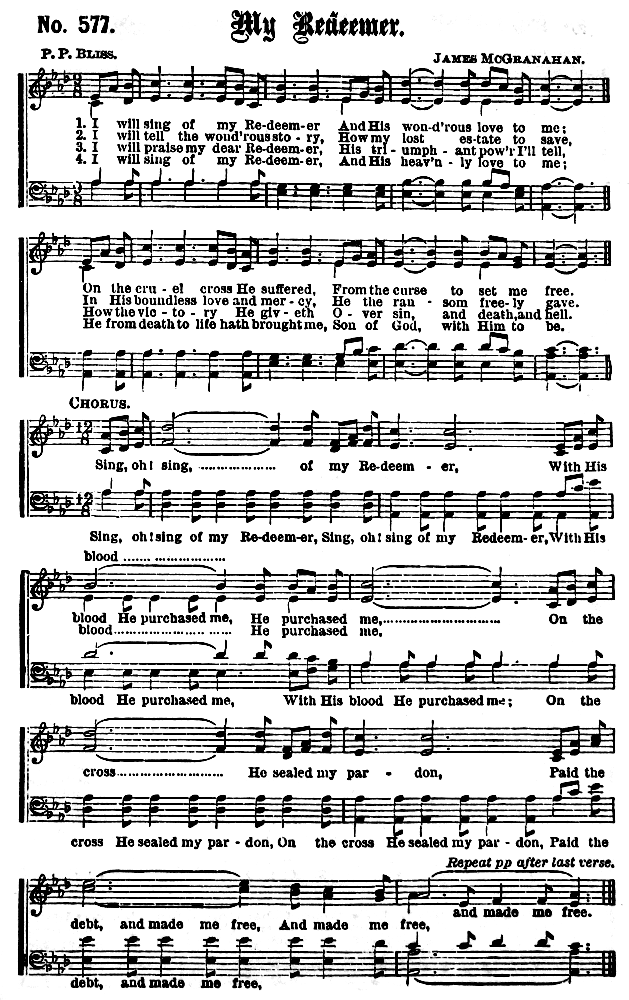 No. 577. My Redeemer.
P. P. BLISS. JAMES MCGRANAHAN.
1. I will sing of my Re-deem-er And His won-d'rous love to me;
2. I will tell the wond'rous sto-ry, How my lost es-tate to save,
3. I will praise my dear Re-deem-er, His tri-umph-ant pow'r I'll tell,
4. I will sing of my Re-deem-er, And His heav'n-ly love to me;
On the cru-el cross He suffered, From the curse to set me free.
In His boundless love and mer-cy, He the ran-som free-ly gave.
How the vic-to-ry He giv-eth O-ver sin, and death, and hell.
He from death to life hath brought me, Son of God, with Him to be.
CHORUS.
Sing, oh! sing, .................... of my Re-deem-er, With His
Sing, oh! sing of my Re-deem-er, Sing, oh! sing of my Redeem-er, With His
blood ............................
blood He purchased me, He purchased me,............................ On the
blood............................ He purchased me,
blood He purchased me, With His blood He purchased me; On the
cross............................ He sealed my par-don, Paid the
cross He sealed my par-don, On the cross He sealed my par-don, Paid the
Repeat pp after last verse.
and made me free.
debt, and made me free, And made me free,
debt, and made me free,